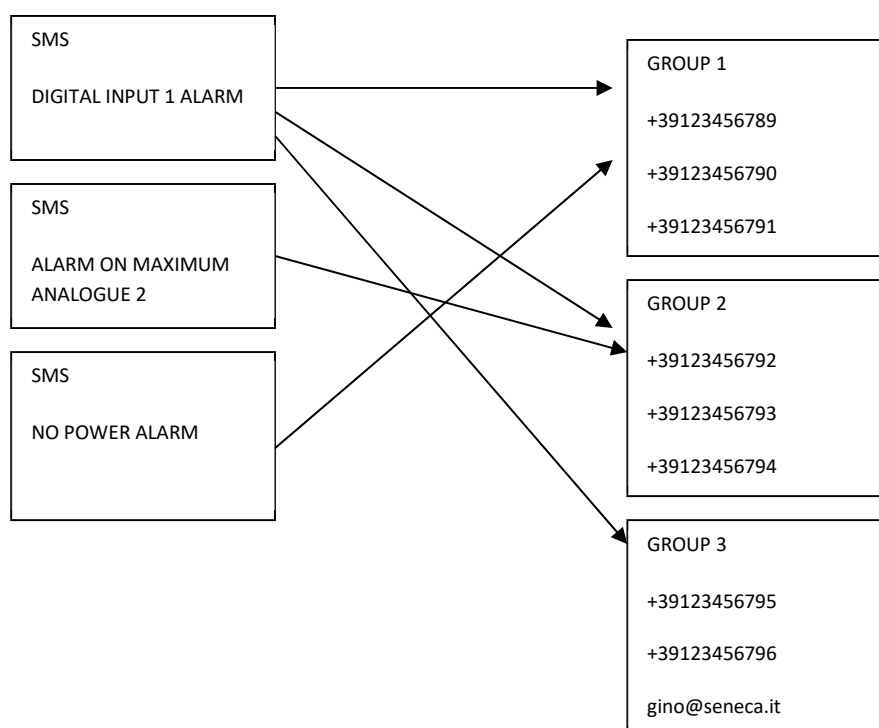 SMS
DIGITAL INPUT 1 ALARM
SMS
ALARM ON MAXIMUM
ANALOGUE 2
SMS
NO POWER ALARM
GROUP 1
+39123456789
+39123456790
+39123456791
GROUP 2
+39123456792
+39123456793
+39123456794
GROUP 3
+39123456795
+39123456796
gino@seneca.it